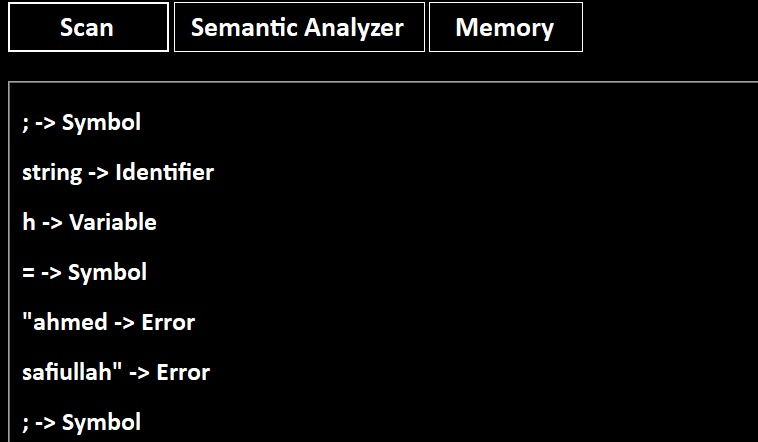 Scan Semantic Analyzer Memory
; -> Symbol
string -> Identifier
h -> Variable
= -> Symbol
"ahmed -> Error
safiullah" -> Error
; -> Symbol